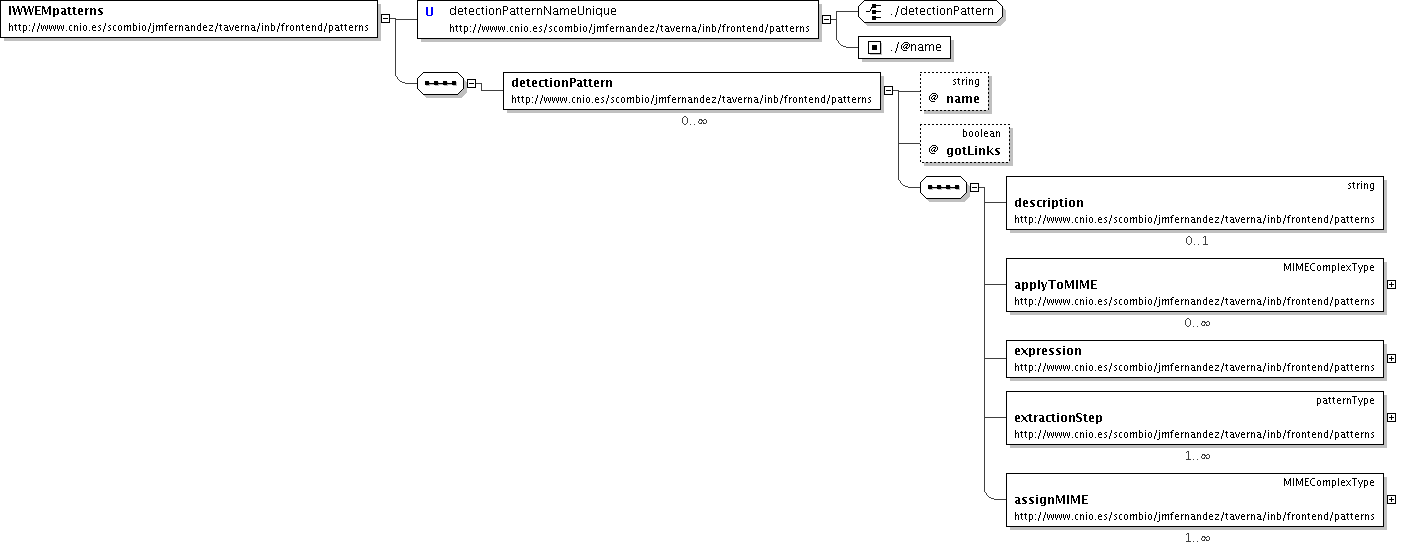 IWWEMpatterns
http://www.cnio.es/scombio/jmfernandez/taverna/inb/frontend/patterns
U detectionPatternNameUnique
http://www.cnio.es/scombio/jmfernandez/taverna/inb/frontend/patterns
./detectionPattern
./@name
detectionPattern
http://www.cnio.es/scombio/jmfernandez/taverna/inb/frontend/patterns
0..∞
string
@ name
boolean
@ gotLinks
string
description
http://www.cnio.es/scombio/jmfernandez/taverna/inb/frontend/patterns
0..1
MIMEComplexType
applyToMIME
http://www.cnio.es/scombio/jmfernandez/taverna/inb/frontend/patterns
0..∞
expression
http://www.cnio.es/scombio/jmfernandez/taverna/inb/frontend/patterns
patternType
extractionStep
http://www.cnio.es/scombio/jmfernandez/taverna/inb/frontend/patterns
1..∞
MIMEComplexType
assignMIME
http://www.cnio.es/scombio/jmfernandez/taverna/inb/frontend/patterns
1..∞